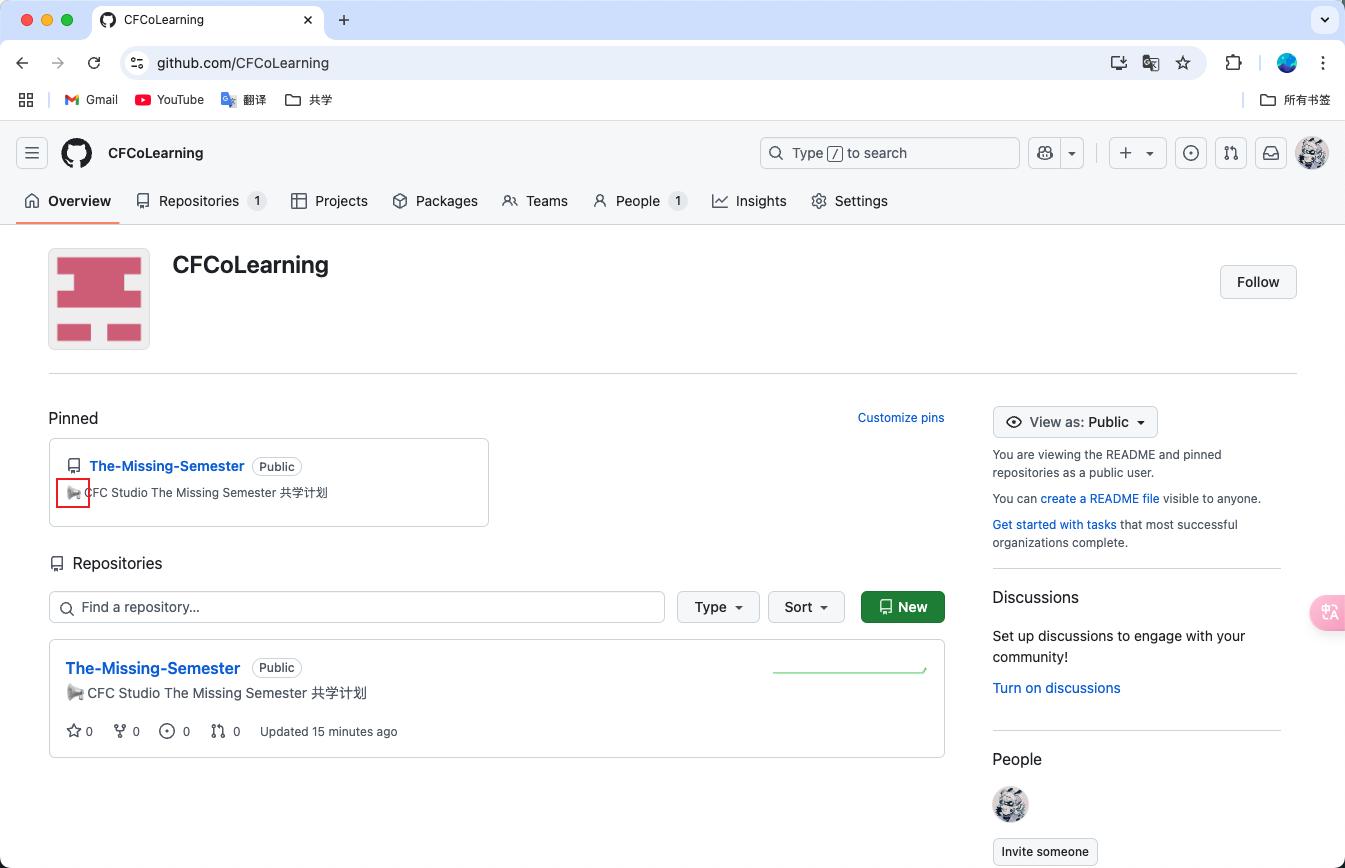 CFCoLearning
github.com/CFCoLearning
Gmail YouTube 翻译 共学 所有书签
CFCoLearning Type / to search
Overview Repositories 1 Projects Packages Teams People 1 Insights Settings
CFCoLearning
Follow
Pinned
Customize pins
The-Missing-Semester Public
CFC Studio The Missing Semester 共学计划
Repositories
Find a repository...
Type Sort New
The-Missing-Semester Public
CFC Studio The Missing Semester 共学计划
0 0 0 0 Updated 15 minutes ago
View as: Public
You are viewing the README and pinned
repositories as a public user.
You can create a README file visible to anyone.
Get started with tasks that most successful
organizations complete.
Discussions
Set up discussions to engage with your
community!
Turn on discussions
People
Invite someone